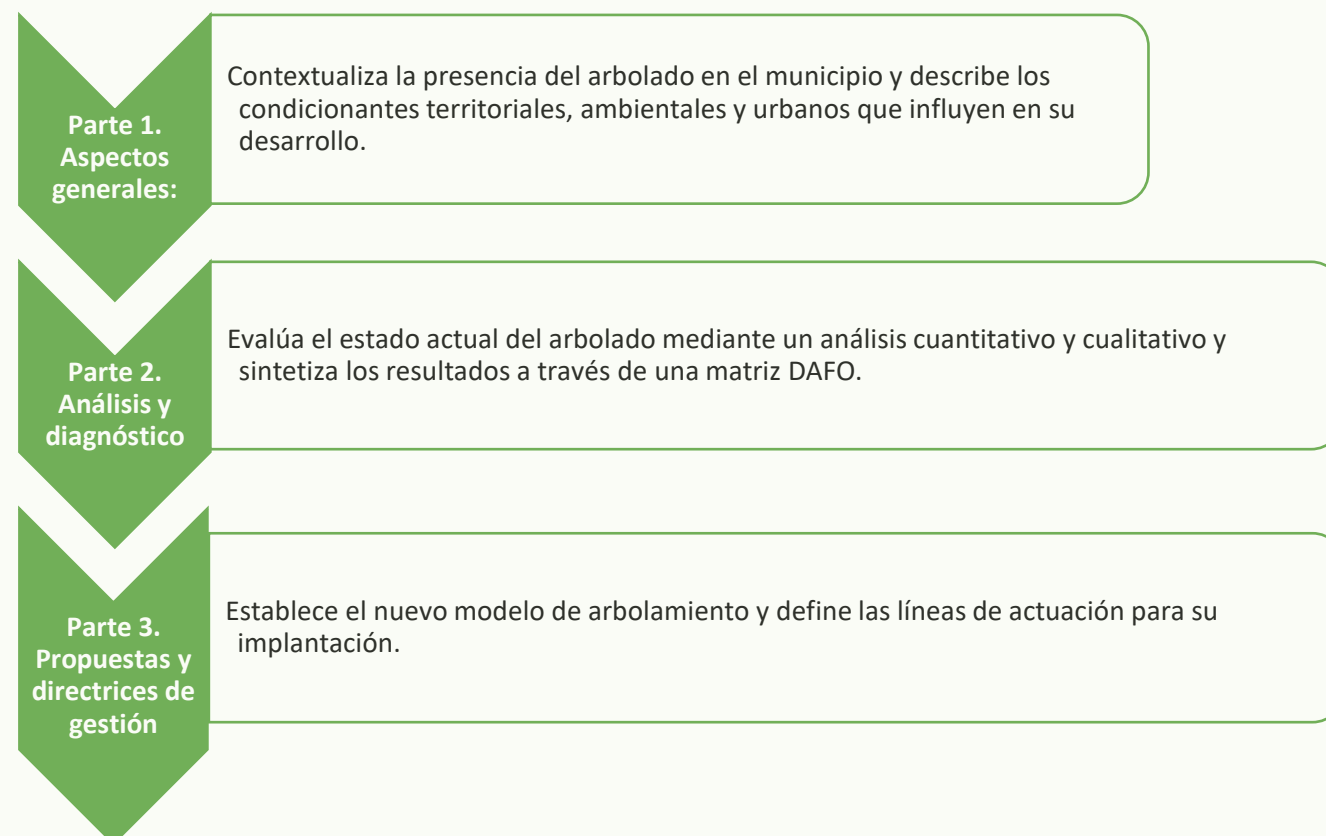 Parte 1.
Aspectos
generales:
Contextualiza la presencia del arbolado en el municipio y describe los
condicionantes territoriales, ambientales y urbanos que influyen en su
desarrollo.
Parte 2.
Análisis y
diagnóstico
Evalúa el estado actual del arbolado mediante un análisis cuantitativo y cualitativo y
sintetiza los resultados a través de una matriz DAFO.
Parte 3.
Propuestas y
directrices de
gestión
Establece el nuevo modelo de arbolamiento y define las líneas de actuación para su
implantación.